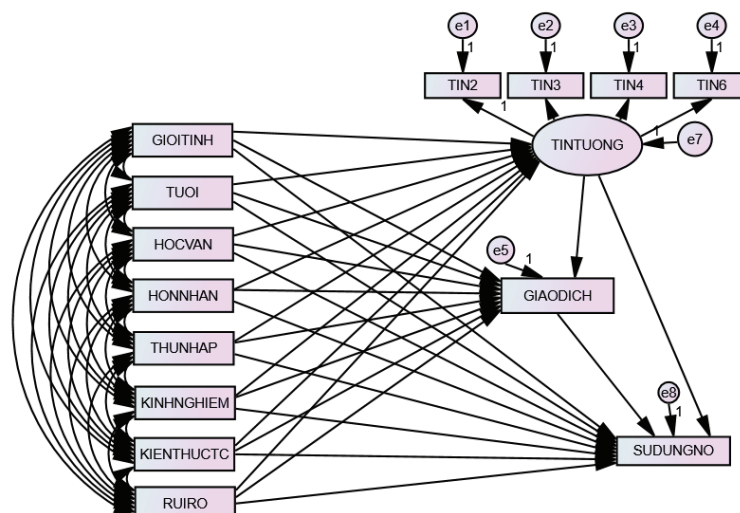 e1 e2 e3 e4
1 1 1 1
TIN2 TIN3 TIN4 TIN6
1
GIOITINH
TINTUONG
1
e7
TUOI
HOCVAN
e5
1
HONNHAN
GIAODICH
THUNHAP
KINHNGHIEM
e8
1
KIENTHUCTC
SUDUNGNO
RUIRO